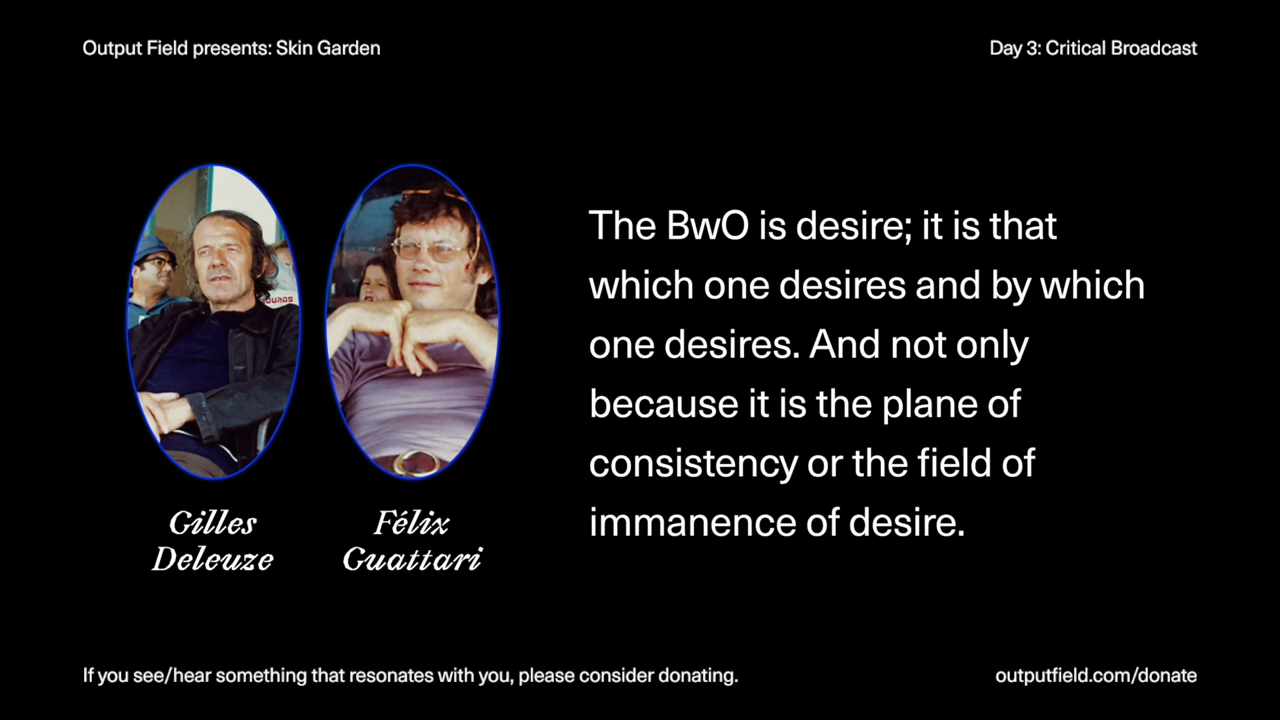 Output Field presents: Skin Garden
Day 3: Critical Broadcast
OUROS
Gilles
Deleuze
Félix
Guattari
The BwO is desire; it is that
which one desires and by which
one desires. And not only
because it is the plane of
consistency or the field of
immanence of desire.
If you see/hear something that resonates with you, please consider donating.
outputfield.com/donate